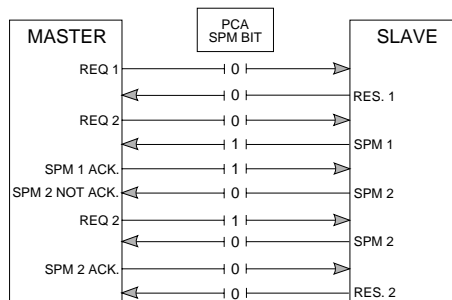 PCA
SPM BIT
MASTER
SLAVE
REQ 1
0
0
RES. 1
REQ 2
0
1
SPM 1
SPM 1 ACK.
1
SPM 2 NOT ACK.
0
SPM 2
REQ 2
1
0
SPM 2
SPM 2 ACK.
0
0
RES. 2